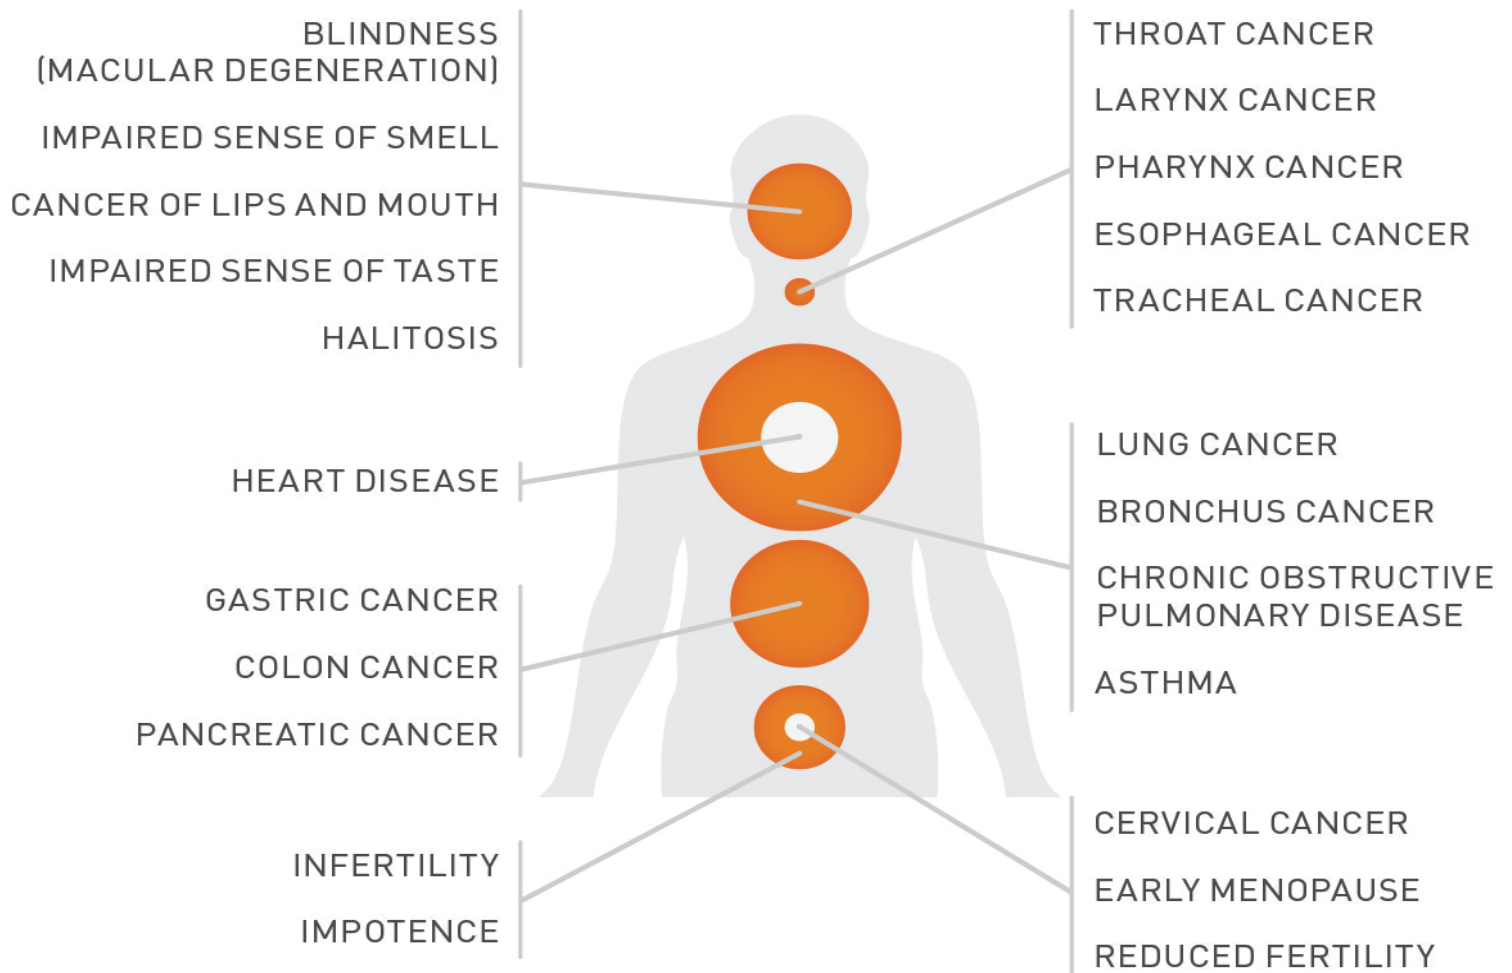 BLINDNESS
(MACULAR DEGENERATION)
IMPAIRED SENSE OF SMELL
CANCER OF LIPS AND MOUTH
IMPAIRED SENSE OF TASTE
HALITOSIS
HEART DISEASE
GASTRIC CANCER
COLON CANCER
PANCREATIC CANCER
INFERTILITY
IMPOTENCE
THROAT CANCER
LARYNX CANCER
PHARYNX CANCER
ESOPHAGEAL CANCER
TRACHEAL CANCER
LUNG CANCER
BRONCHUS CANCER
CHRONIC OBSTRUCTIVE
PULMONARY DISEASE
ASTHMA
CERVICAL CANCER
EARLY MENOPAUSE
REDUCED FERTILITY